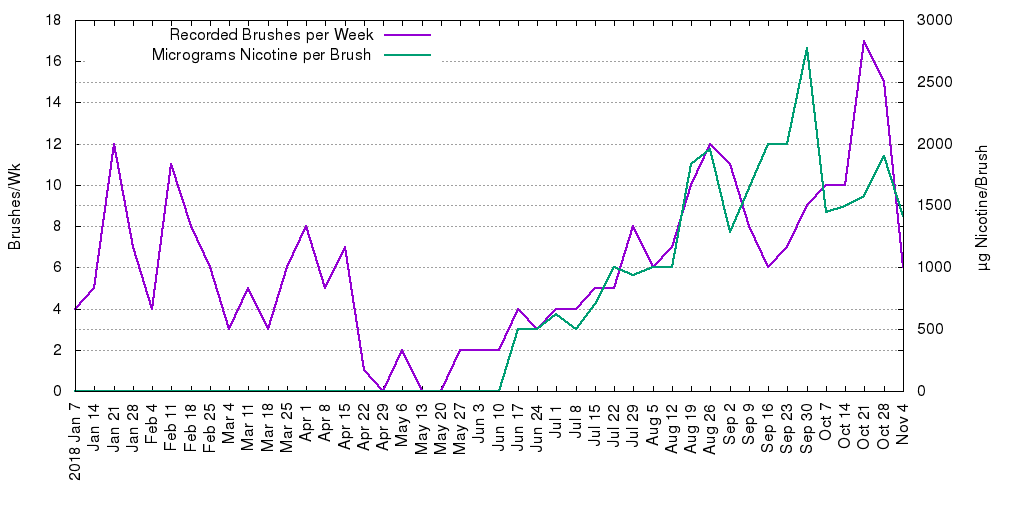 Recorded Brushes per Week
Micrograms Nicotine per Brush
18
16
14
12
10
8
6
4
2
0
3000
2500
2000
1500
1000
500
0
Brushes/Wk
µg Nicotine/Brush
2018 Jan 7
Jan 14
Jan 21
Jan 28
Feb 4
Feb 11
Feb 18
Feb 25
Mar 4
Mar 11
Mar 18
Mar 25
Apr 1
Apr 8
Apr 15
Apr 22
Apr 29
May 6
May 13
May 20
May 27
Jun 3
Jun 10
Jun 17
Jun 24
Jul 1
Jul 8
Jul 15
Jul 22
Jul 29
Aug 5
Aug 12
Aug 19
Aug 26
Sep 2
Sep 9
Sep 16
Sep 23
Sep 30
Oct 7
Oct 14
Oct 21
Oct 28
Nov 4